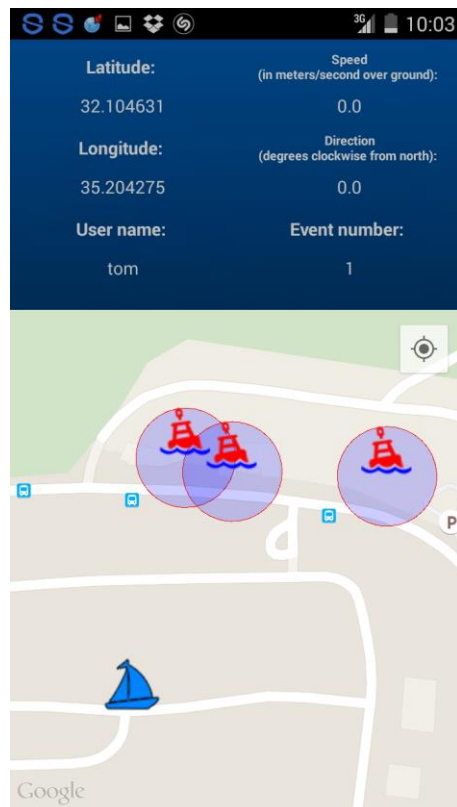 3G 10:03
Latitude:
32.104631
Speed
(in meters/second over ground):
0.0
Longitude:
35.204275
Direction
(degrees clockwise from north):
0.0
User name:
tom
Event number:
1
P
Google